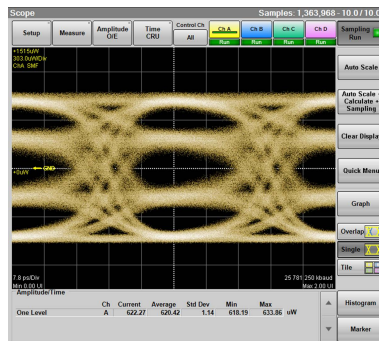 Scope
Samples: 1,363,968 - 10.0 / 10.0
Setup
Measure
Amplitude O/E
Time CRU
Control Ch
All
Ch A
Run
Ch B
Run
Ch C
Run
Ch D
Run
Sampling
Run
+1515uW
303.0uW/Div
ChA SMF
Auto Scale
Auto Scale
Calculate
Sampling
Clear Display
Quick Menu
GND
+0uW
Graph
Overlap
Single
Tile
7.8 ps/Div
Min 0.00 UI
25 781 250 kbaud
Max 2.00 UI
Amplitude/Time
Ch Current Average Std Dev Min Max
One Level A 622.27 620.42 1.14 618.19 633.86 uW
Histogram
Marker